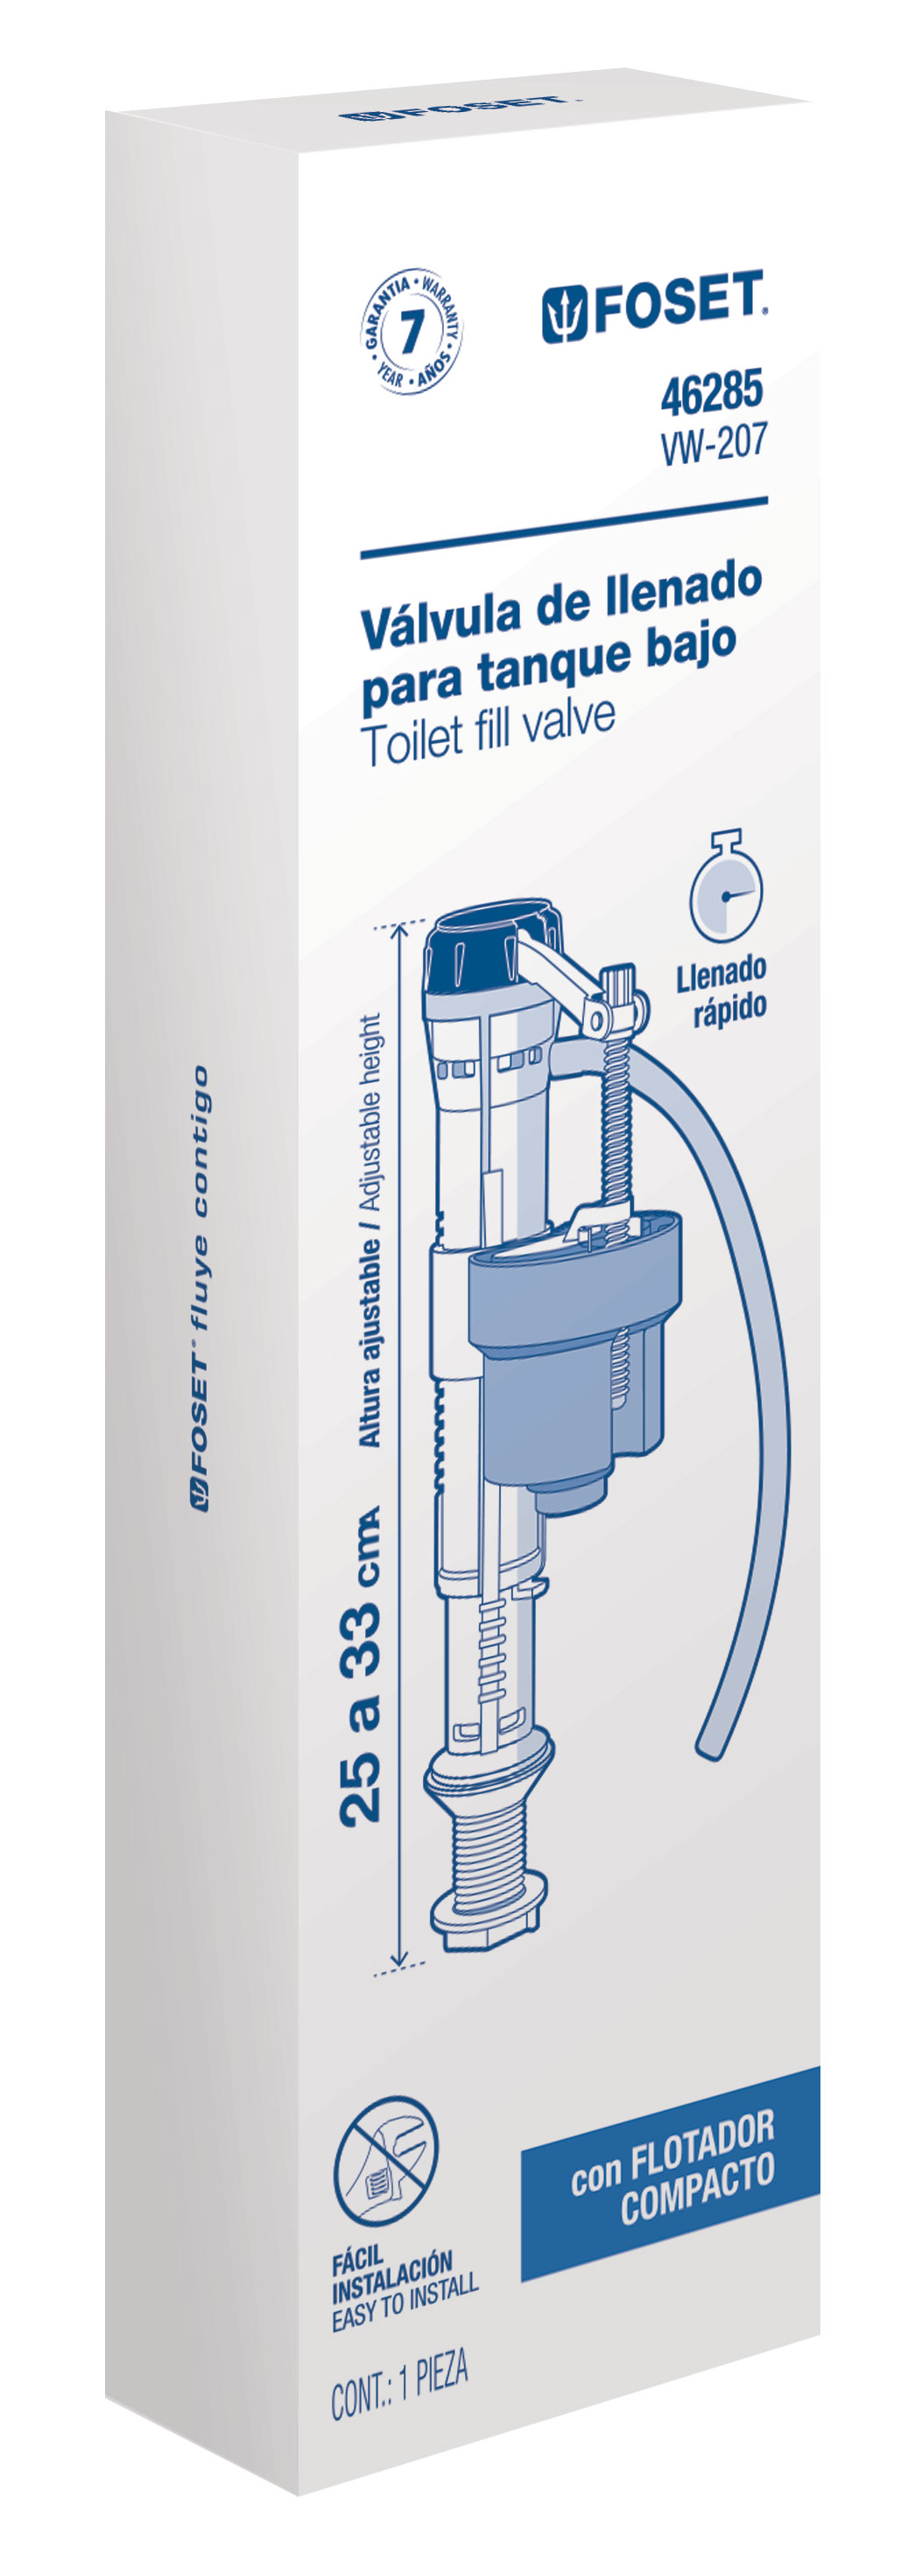 FOSET.
GARANTIA • WARRANTY • AÑOS • YEAR •
7
FOSET.
46285
VW-207
Válvula de llenado
para tanque bajo
Toilet fill valve
Llenado
rápido
25 a 33 cm
Altura ajustable / Adjustable height
FOSET® fluye contigo
con FLOTADOR
COMPACTO
FÁCIL
INSTALACIÓN
EASY TO INSTALL
CONT.: 1 PIEZA